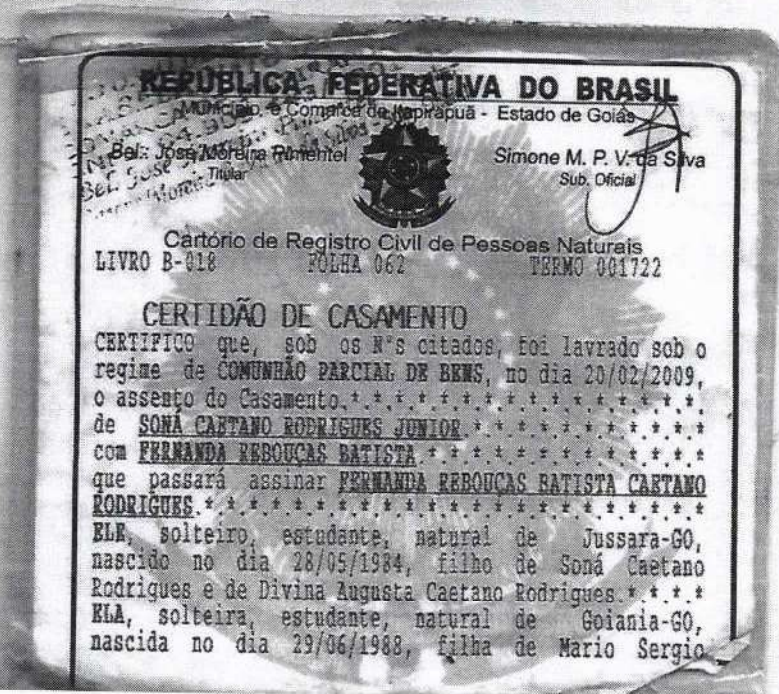 REPÚBLICA FEDERATIVA DO BRASIL
Município e Comarca de Itapirapuã - Estado de Goiás
Bel. José Moreira Pimentel
Titular
Simone M. P. V. da Silva
Sub. Oficial
Cartório de Registro Civil de Pessoas Naturais
LIVRO B-018 FOLHA 062 TERMO 001722
CERTIDÃO DE CASAMENTO
CERTIFICO que, sob os Nºs citados, foi lavrado sob o
regime de COMUNHÃO PARCIAL DE BENS, no dia 20/02/2009,
o assento do Casamento.*.*.*.*.*.*.*.*.*.*.*.*.*.*.*.*.
de SONÁ CAETANO RODRIGUES JUNIOR.*.*.*.*.*.*.*.*.*.*.*
com FERNANDA REBOUÇAS BATISTA.*.*.*.*.*.*.*.*.*.*.*.*
que passará assinar FERNANDA REBOUÇAS BATISTA CAETANO
RODRIGUES.*.*.*.*.*.*.*.*.*.*.*.*.*.*.*.*.*.*.*.*.*.*
ELE, solteiro, estudante, natural de Jussara-GO,
nascido no dia 28/05/1984, filho de Soná Caetano
Rodrigues e de Divina Augusta Caetano Rodrigues.*.*.*.*
ELA, solteira, estudante, natural de Goiania-GO,
nascida no dia 29/06/1988, filha de Mario Sergio